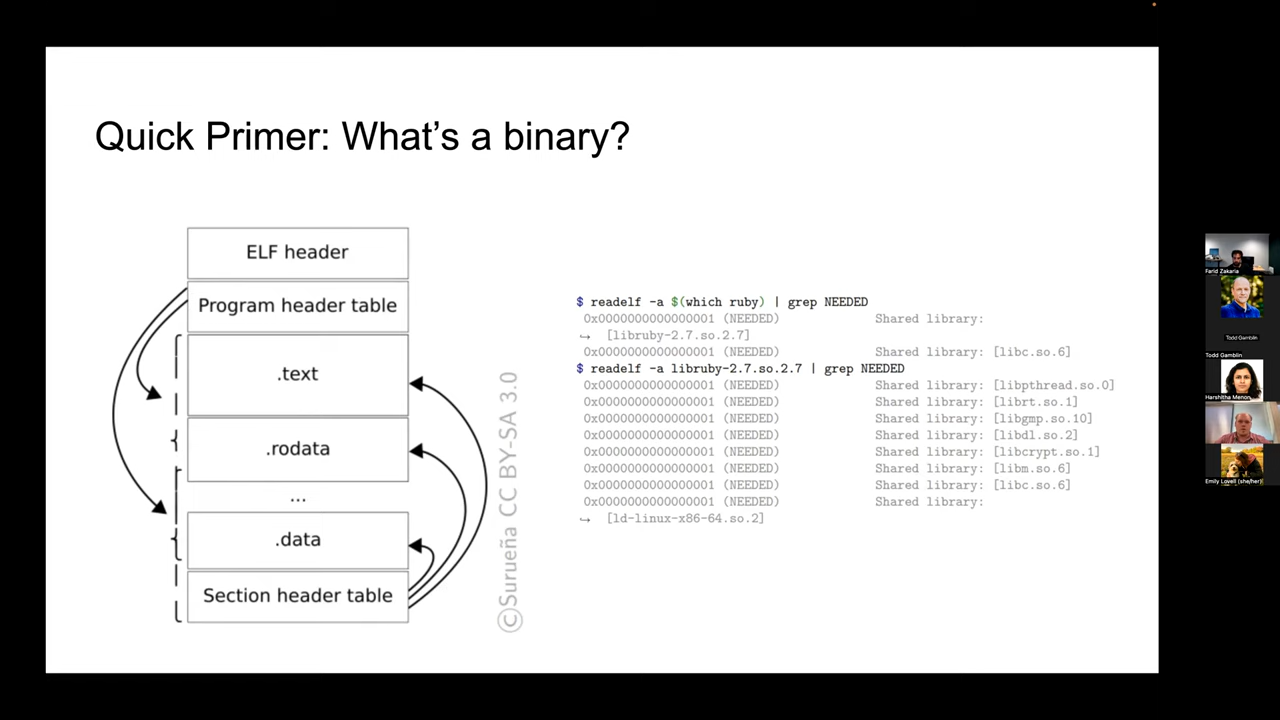 Quick Primer: What's a binary?
ELF header
Program header table
.text
.rodata
...
.data
Section header table
©Surueña CC BY-SA 3.0
$ readelf -a $(which ruby) | grep NEEDED
0x0000000000000001 (NEEDED) Shared library:
↪ [libruby-2.7.so.2.7]
0x0000000000000001 (NEEDED) Shared library: [libc.so.6]
$ readelf -a libruby-2.7.so.2.7 | grep NEEDED
0x0000000000000001 (NEEDED) Shared library: [libpthread.so.0]
0x0000000000000001 (NEEDED) Shared library: [librt.so.1]
0x0000000000000001 (NEEDED) Shared library: [libgmp.so.10]
0x0000000000000001 (NEEDED) Shared library: [libdl.so.2]
0x0000000000000001 (NEEDED) Shared library: [libcrypt.so.1]
0x0000000000000001 (NEEDED) Shared library: [libm.so.6]
0x0000000000000001 (NEEDED) Shared library: [libc.so.6]
0x0000000000000001 (NEEDED) Shared library:
↪ [ld-linux-x86-64.so.2]
Farid Zakaria
Todd Gamblin
Todd Gamblin
Harshitha Menon
Emily Lovell (she/her)